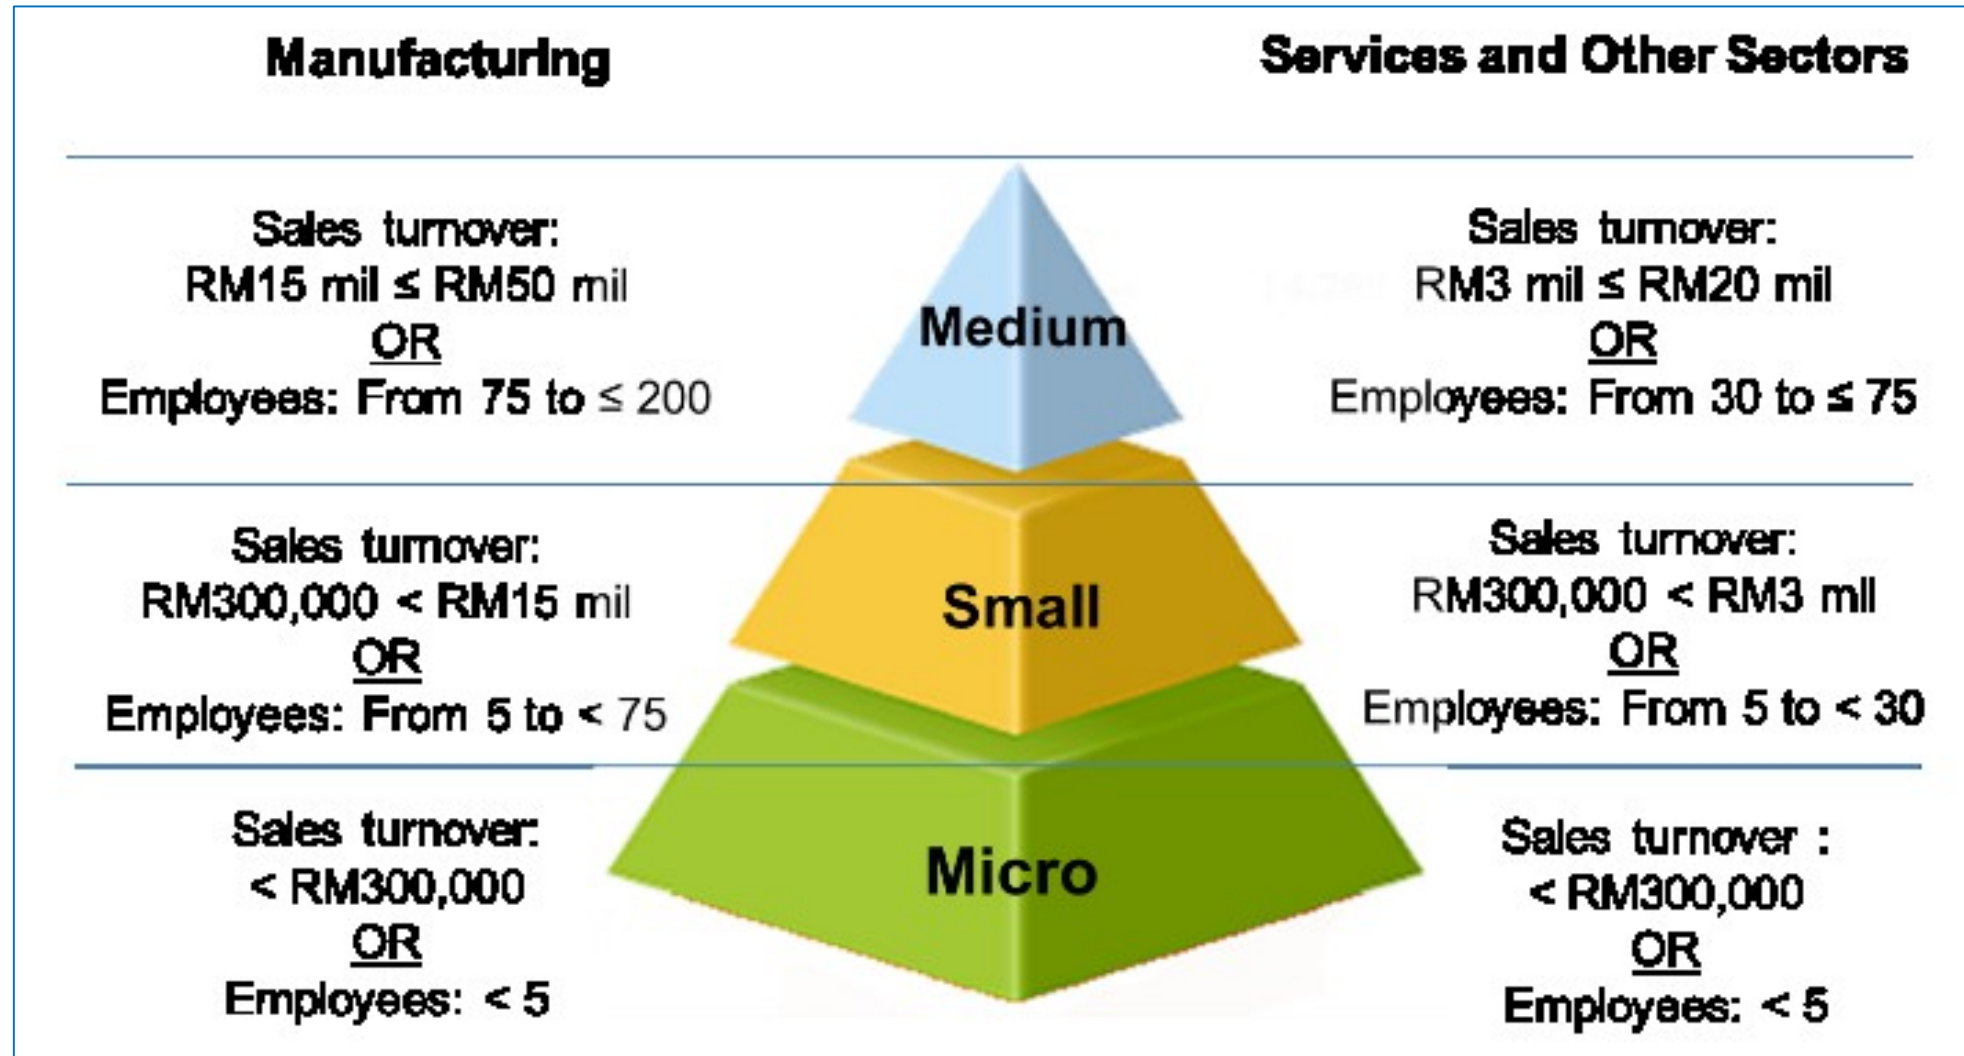 Manufacturing
Services and Other Sectors
Sales turnover:
RM15 mil ≤ RM50 mil
OR
Employees: From 75 to ≤ 200
Medium
Sales turnover:
RM3 mil ≤ RM20 mil
OR
Employees: From 30 to ≤ 75
Sales turnover:
RM300,000 < RM15 mil
OR
Employees: From 5 to < 75
Small
Sales turnover:
RM300,000 < RM3 mil
OR
Employees: From 5 to < 30
Sales turnover:
< RM300,000
OR
Employees: < 5
Micro
Sales turnover :
< RM300,000
OR
Employees: < 5